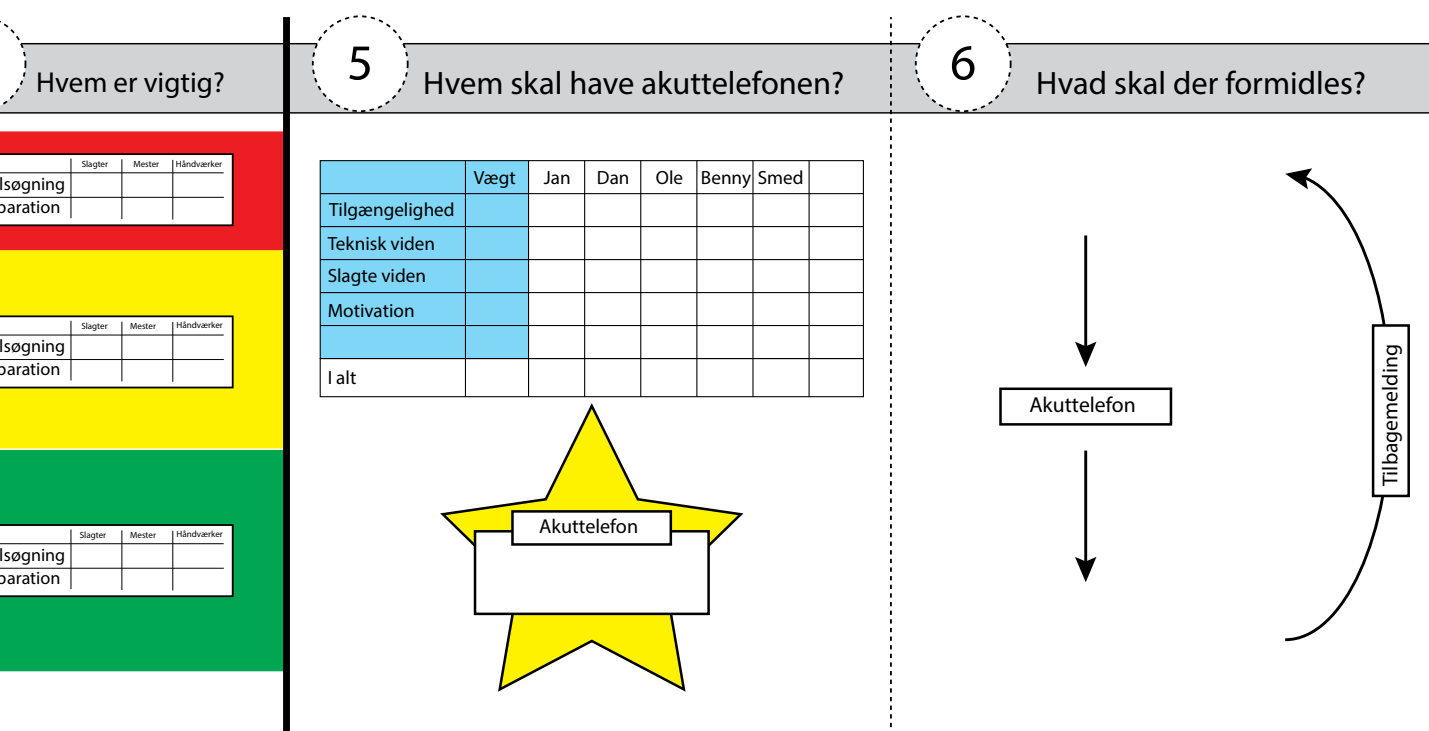 Hvem er vigtig?
Slagter Mester Håndværker
lsøgning
paration
Slagter Mester Håndværker
lsøgning
paration
Slagter Mester Håndværker
lsøgning
paration
5
Hvem skal have akuttelefonen?
Vægt Jan Dan Ole Benny Smed
Tilgængelighed
Teknisk viden
Slagte viden
Motivation
I alt
Akuttelefon
6
Hvad skal der formidles?
Akuttelefon
Tilbagemelding